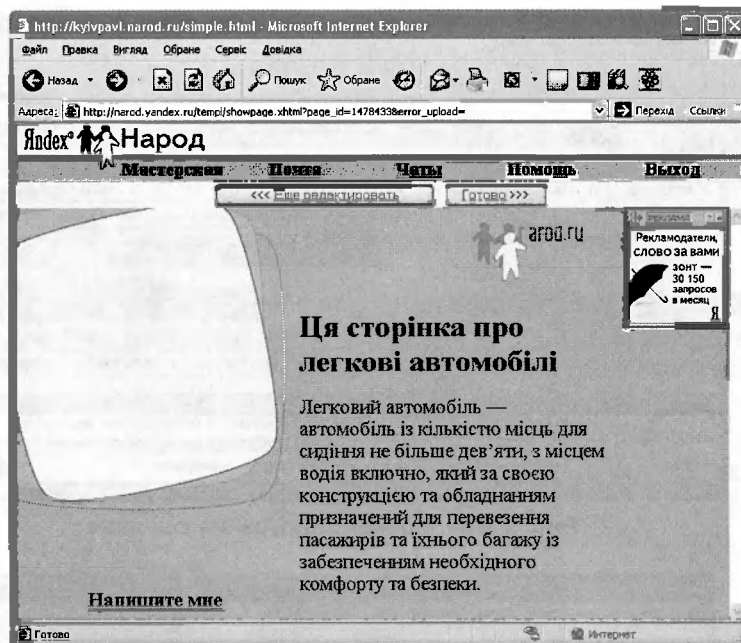 http://kyivpavl.narod.ru/simple.html - Microsoft Internet Explorer
Файл Правка Вигляд Обране Сервіс Довідка
Назад Пошук Обране
Адреса: http://narod.yandex.ru/templ/showpage.xhtml?page_id=1478433&error_upload= Перехід Ссылки
Яndex Народ
Мастерская Почта Чаты Помощь Выход
<<< Еще редактировать Готово >>>
arod.ru
реклама
Рекламодатели,
слово за вами
зонт —
30 150
запросов
в месяц
Я
Ця сторінка про
легкові автомобілі
Легковий автомобіль —
автомобіль із кількістю місць для
сидіння не більше дев’яти, з місцем
водія включно, який за своєю
конструкцією та обладнанням
призначений для перевезення
пасажирів та їхнього багажу із
забезпеченням необхідного
комфорту та безпеки.
Напишите мне
Готово Интернет